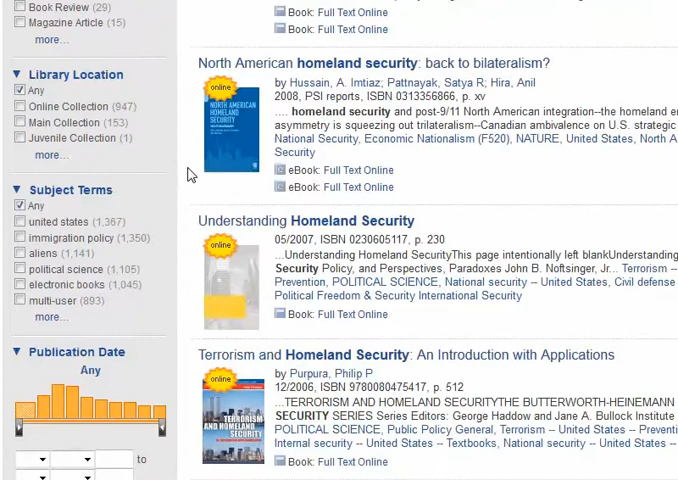 Book Review (29)
Magazine Article (15)
more...
Library Location
Any
Online Collection (947)
Main Collection (153)
Juvenile Collection (1)
more...
Subject Terms
Any
united states (1,367)
immigration policy (1,350)
aliens (1,141)
political science (1,105)
electronic books (1,045)
multi-user (893)
more...
Publication Date
Any
to
Book: Full Text Online
Book: Full Text Online
North American homeland security: back to bilateralism?
online
NORTH AMERICAN
HOMELAND
SECURITY
by Hussain, A. Imtiaz; Pattnayak, Satya R; Hira, Anil
2008, PSI reports, ISBN 0313356866, p. xv
.... homeland security and post-9/11 North American integration--the homeland
asymmetry is squeezing out trilateralism--Canadian ambivalence on U.S. strategic
National Security, Economic Nationalism (F520), NATURE, United States, North A
Security
eBook: Full Text Online
eBook: Full Text Online
Understanding Homeland Security
online
05/2007, ISBN 0230605117, p. 230
...Understanding Homeland SecurityThis page intentionally left blankUnderstanding
Security Policy, and Perspectives, Paradoxes John B. Noftsinger, Jr... Terrorism --
Prevention, POLITICAL SCIENCE, National security -- United States, Civil defense
Political Freedom & Security International Security
Book: Full Text Online
Terrorism and Homeland Security: An Introduction with Applications
online
TERRORISM
AND HOMELAND
SECURITY
by Purpura, Philip P
12/2006, ISBN 9780080475417, p. 512
...TERRORISM AND HOMELAND SECURITYTHE BUTTERWORTH-HEINEMANN
SECURITY SERIES Series Editors: George Haddow and Jane A. Bullock Institute
POLITICAL SCIENCE, Public Policy General, Terrorism -- United States -- Preventi
Internal security -- United States -- Textbooks, National security -- United States --
Book: Full Text Online